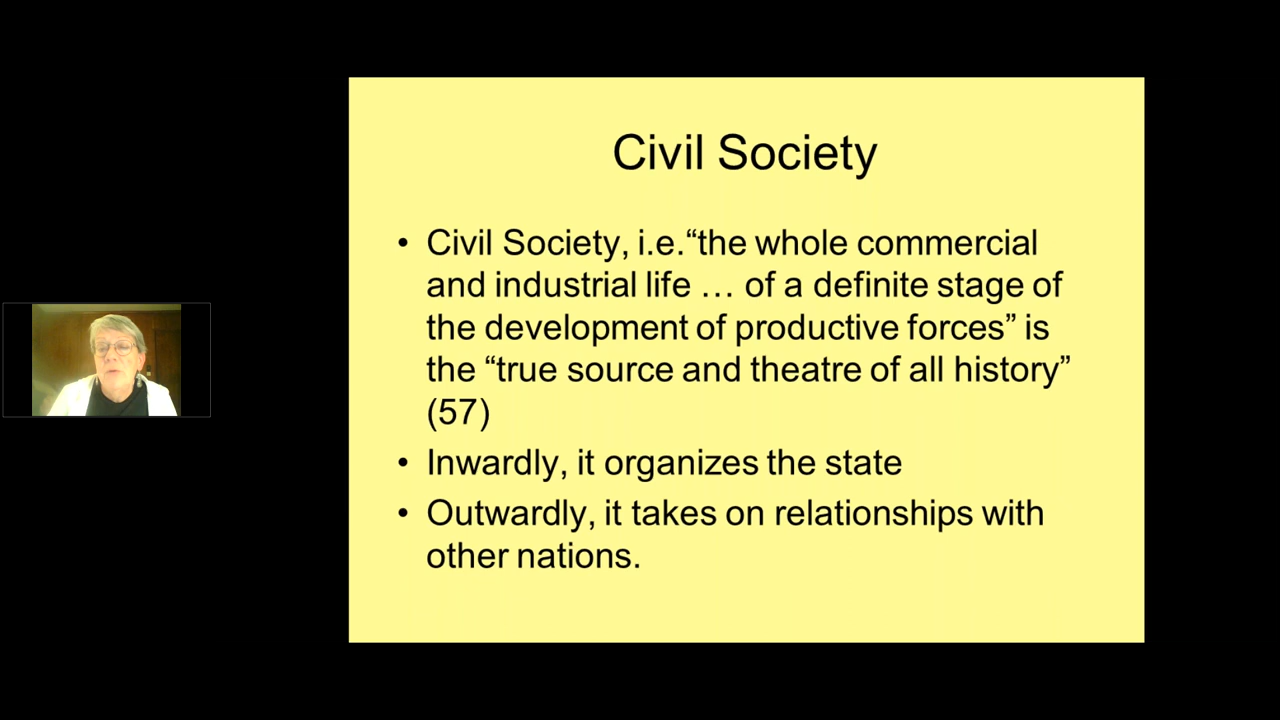 Civil Society
• Civil Society, i.e.“the whole commercial
and industrial life … of a definite stage of
the development of productive forces” is
the “true source and theatre of all history”
(57)
• Inwardly, it organizes the state
• Outwardly, it takes on relationships with
other nations.